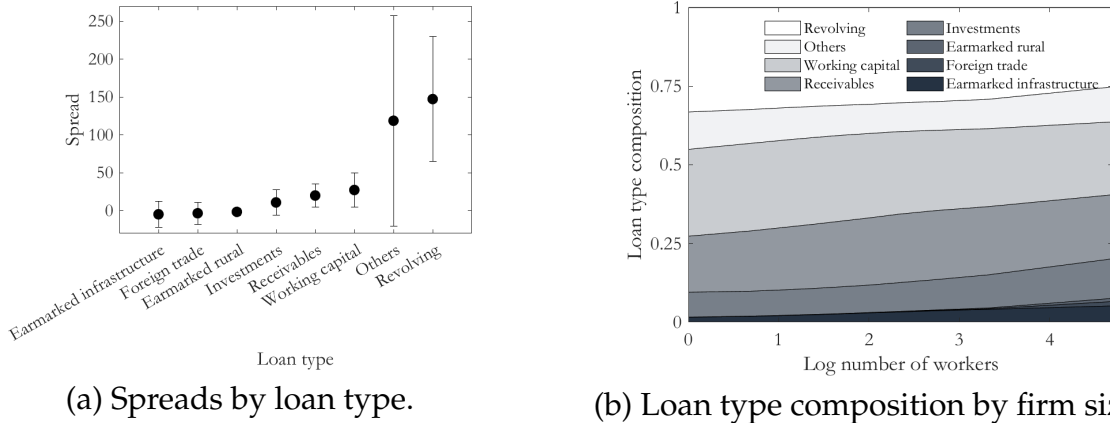 250
200
150
100
50
0
Spread
Earmarked infrastructure
Foreign trade
Earmarked rural
Investments
Receivables
Working capital
Others
Revolving
Loan type
(a) Spreads by loan type.
1
0.75
0.5
0.25
0
Loan type composition
Revolving
Others
Working capital
Receivables
Investments
Earmarked rural
Foreign trade
Earmarked infrastructure
0 1 2 3 4
Log number of workers
(b) Loan type composition by firm siz